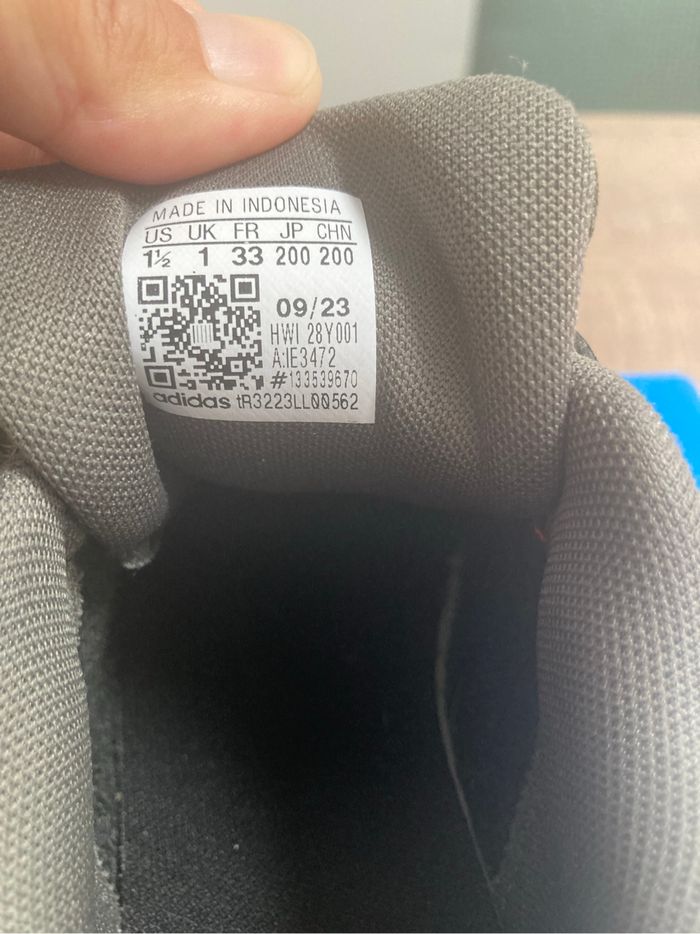 MADE IN INDONESIA
US UK FR JP CHN
1½ 1 33 200 200
09/23
HWI 28Y001
A:IE3472
#133539670
adidas tR3223LL00562